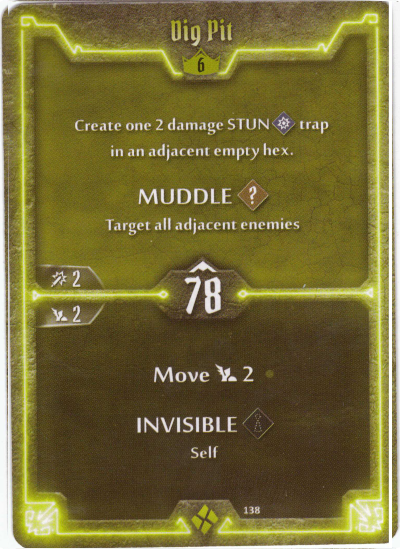 Dig Pit
6
Create one 2 damage STUN trap
in an adjacent empty hex.
MUDDLE ?
Target all adjacent enemies
2
78
2
Move 2
INVISIBLE
Self
138